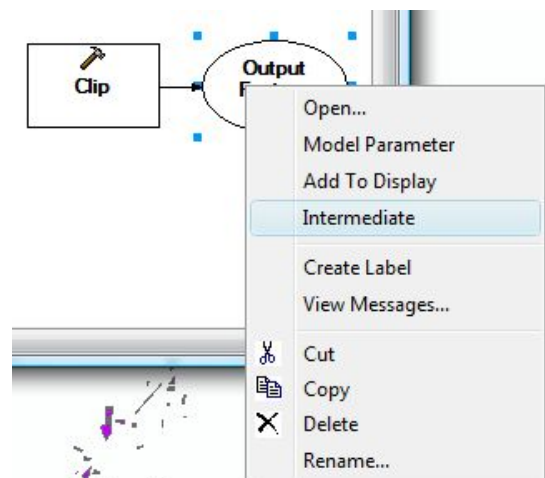 Clip
Output
Open...
Model Parameter
Add To Display
Intermediate
Create Label
View Messages...
Cut
Copy
Delete
Rename...